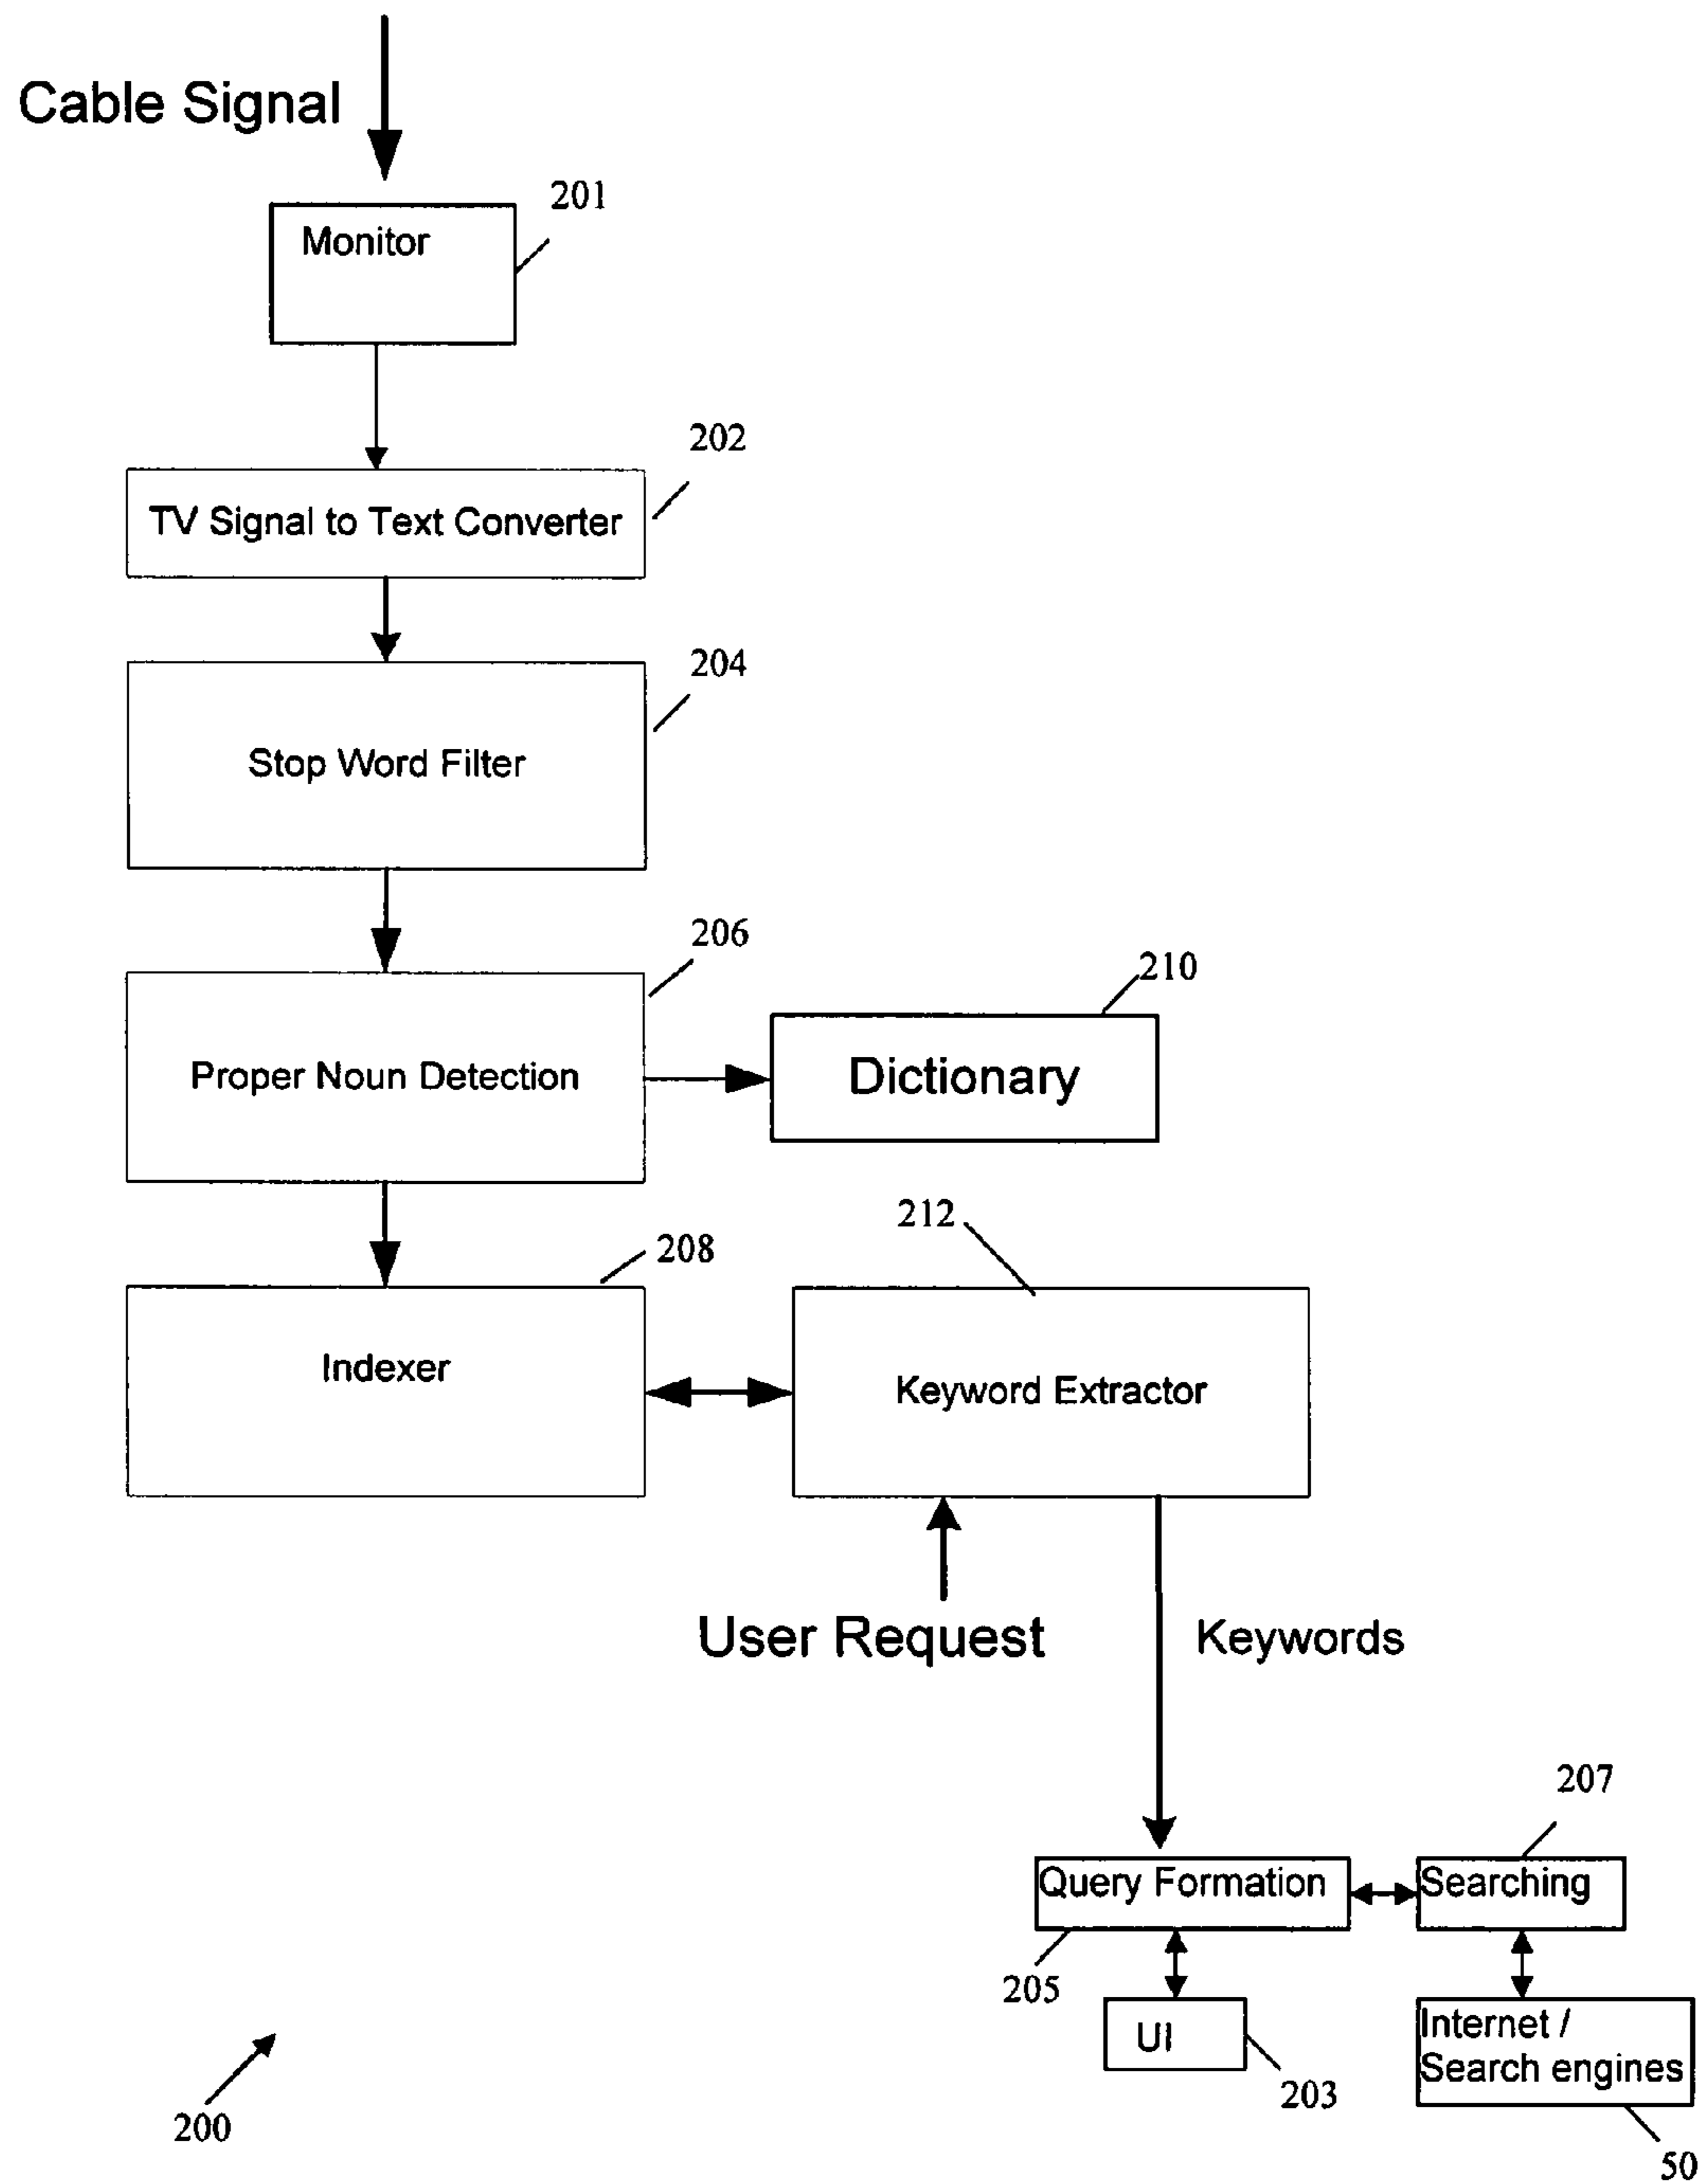 Cable Signal
201
Monitor
202
TV Signal to Text Converter
204
Stop Word Filter
206
210
Proper Noun Detection
Dictionary
212
208
Indexer
Keyword Extractor
User Request
Keywords
207
Query Formation
Searching
205
UI
Internet /
Search engines
203
200
50